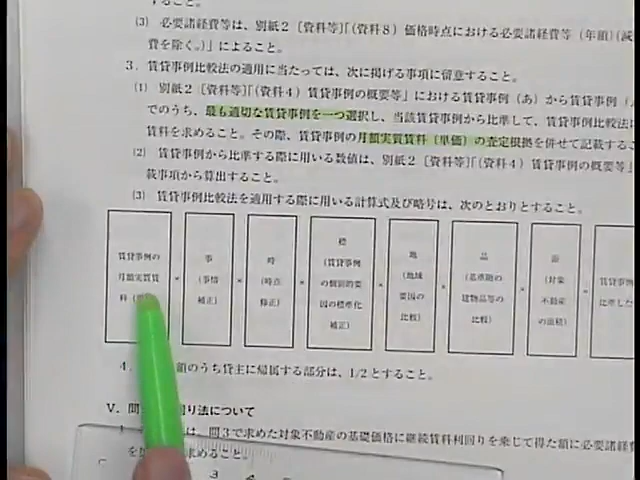 すること。
(3) 必要諸経費等は、別紙2〔資料等〕「(資料8) 価格時点における必要諸経費等（年額）（減
費を除く。）」によること。
3．賃貸事例比較法の適用に当たっては、次に掲げる事項に留意すること。
(1) 別紙2〔資料等〕「(資料4) 賃貸事例の概要等」における賃貸事例（あ）から賃貸事例
でのうち、最も適切な賃貸事例を一つ選択し、当該賃貸事例から比準して、賃貸事例比較法
賃料を求めること。その際、賃貸事例の月額実質賃料（単価）の査定根拠を併せて記載するこ
(2) 賃貸事例から比準する際に用いる数値は、別紙2〔資料等〕「(資料4) 賃貸事例の概要等」
載事項から算出すること。
(3) 賃貸事例比較法を適用する際に用いる計算式及び略号は、次のとおりとすること。
賃貸事例の
月額実質賃
料
×
事
（事情
補正）
×
時
（時点
修正）
×
標
（賃貸事例
の個別的要
因の標準化
補正）
×
地
（地域
要因の
比較）
×
品
（基準階の
建物品等の
比較）
×
面
（対象
不動産
の面積）
賃貸事
比準した
4．
額のうち貸主に帰属する部分は、1/2とすること。
Ⅴ．問
回り法について
は、問3で求めた対象不動産の基礎価格に継続賃料利回りを乗じて得た額に必要諸経
を
求めること。
3